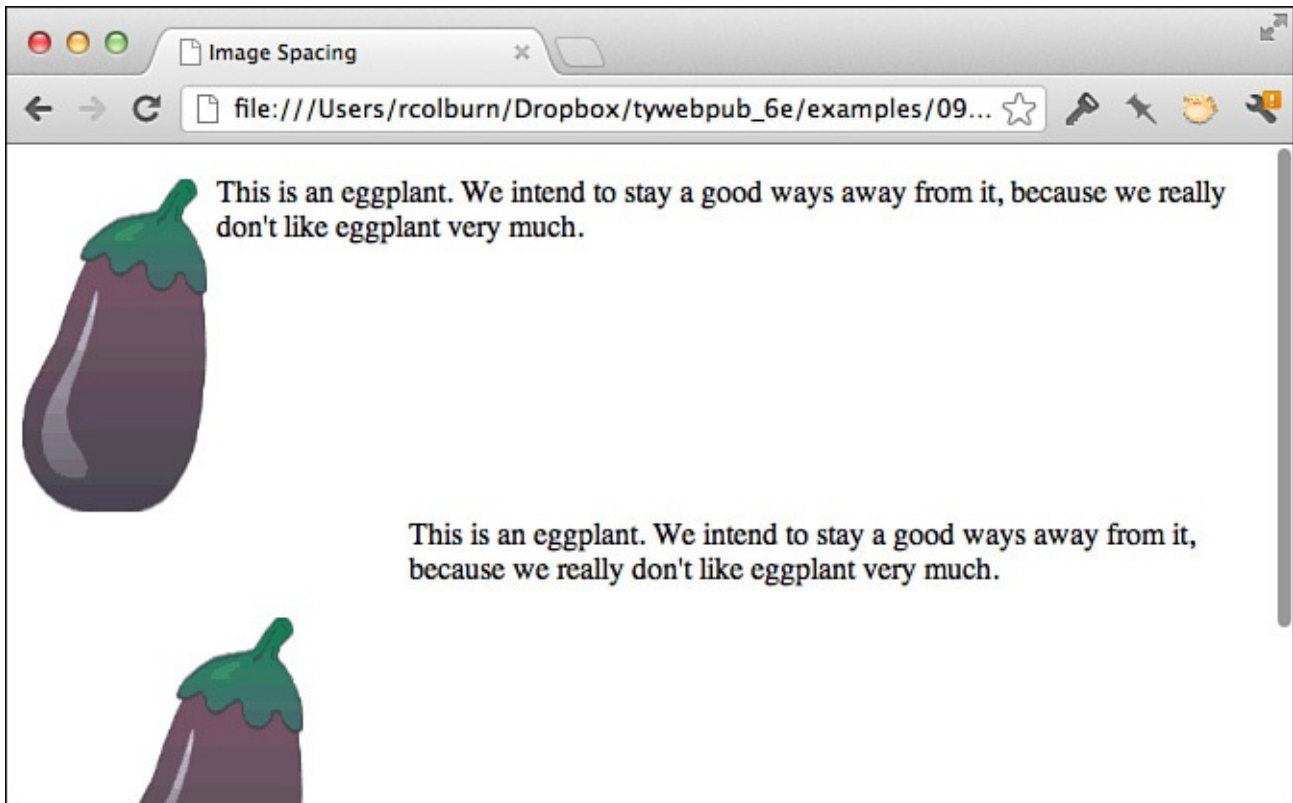 Image Spacing
file:///Users/rcolburn/Dropbox/tywebpub_6e/examples/09...
This is an eggplant. We intend to stay a good ways away from it, because we really
don't like eggplant very much.
This is an eggplant. We intend to stay a good ways away from it,
because we really don't like eggplant very much.